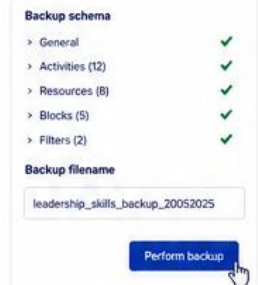 Backup schema
> General
> Activities (12)
> Resources (8)
> Blocks (5)
> Filters (2)
Backup filename
leadership_skills_backup_20052025
Perform backup